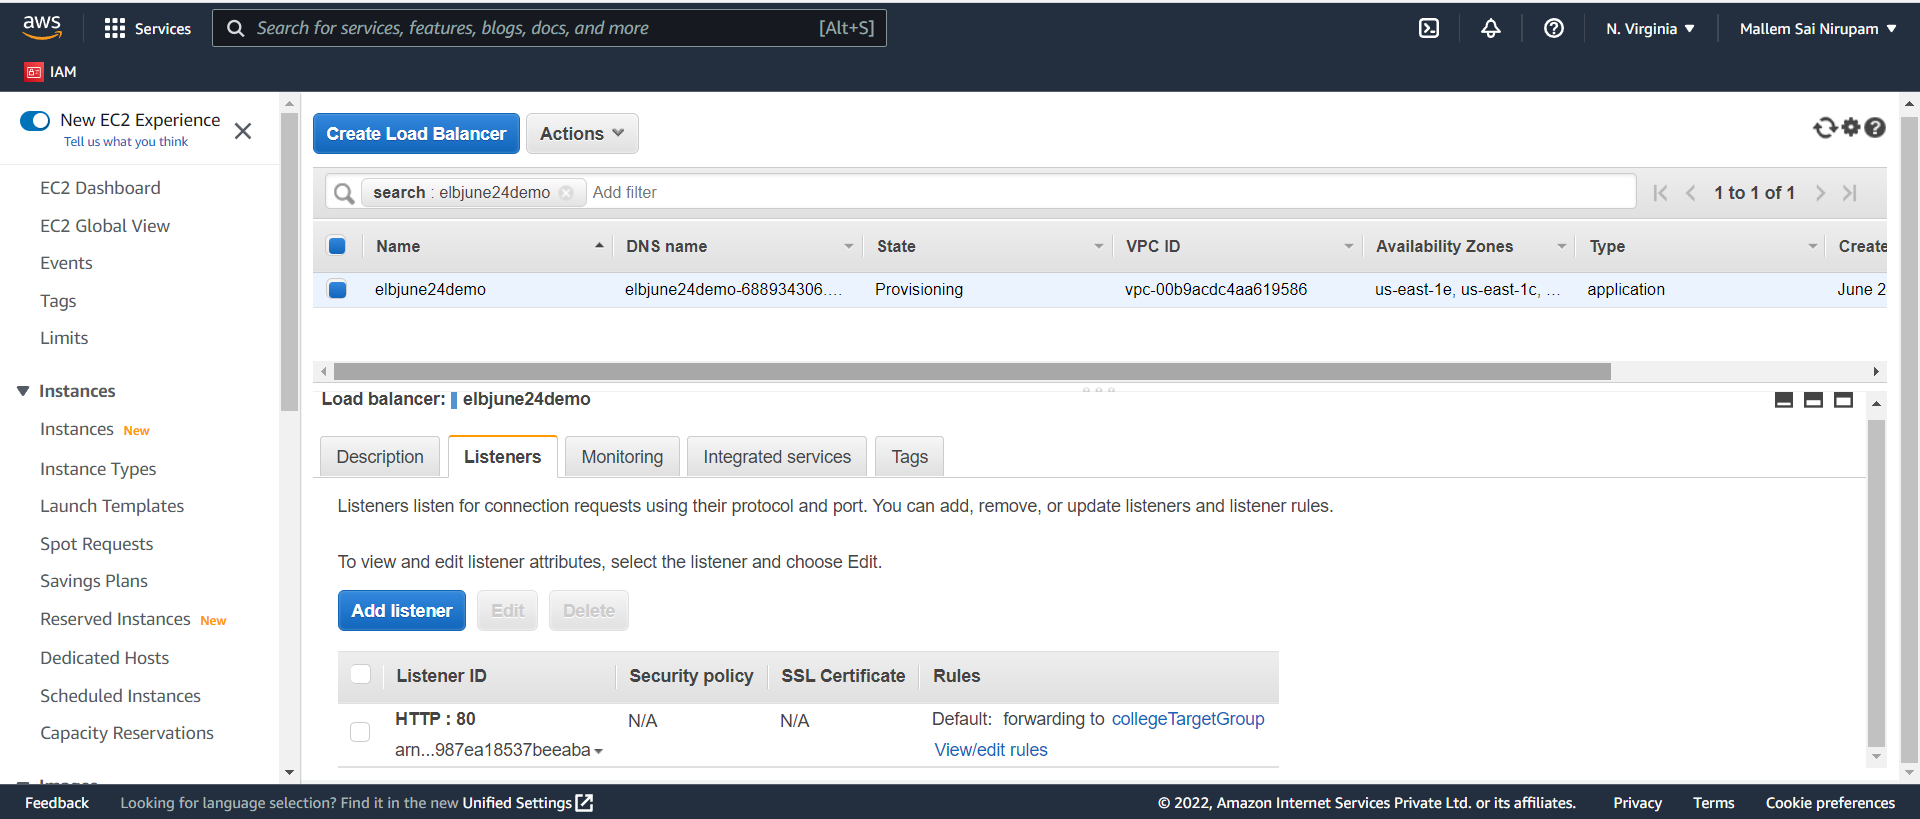 aws
Services
Search for services, features, blogs, docs, and more [Alt+S]
N. Virginia
Mallem Sai Nirupam
IAM
New EC2 Experience
Tell us what you think
EC2 Dashboard
EC2 Global View
Events
Tags
Limits
Instances
Instances New
Instance Types
Launch Templates
Spot Requests
Savings Plans
Reserved Instances New
Dedicated Hosts
Scheduled Instances
Capacity Reservations
Create Load Balancer Actions
search : elbjune24demo Add filter 1 to 1 of 1
Name DNS name State VPC ID Availability Zones Type Create
elbjune24demo elbjune24demo-688934306.... Provisioning vpc-00b9acdc4aa619586 us-east-1e, us-east-1c, ... application June 2
Load balancer: elbjune24demo
Description Listeners Monitoring Integrated services Tags
Listeners listen for connection requests using their protocol and port. You can add, remove, or update listeners and listener rules.
To view and edit listener attributes, select the listener and choose Edit.
Add listener Edit Delete
Listener ID Security policy SSL Certificate Rules
HTTP : 80 N/A N/A Default: forwarding to collegeTargetGroup
arn...987ea18537beeaba View/edit rules
Feedback Looking for language selection? Find it in the new Unified Settings © 2022, Amazon Internet Services Private Ltd. or its affiliates. Privacy Terms Cookie preferences